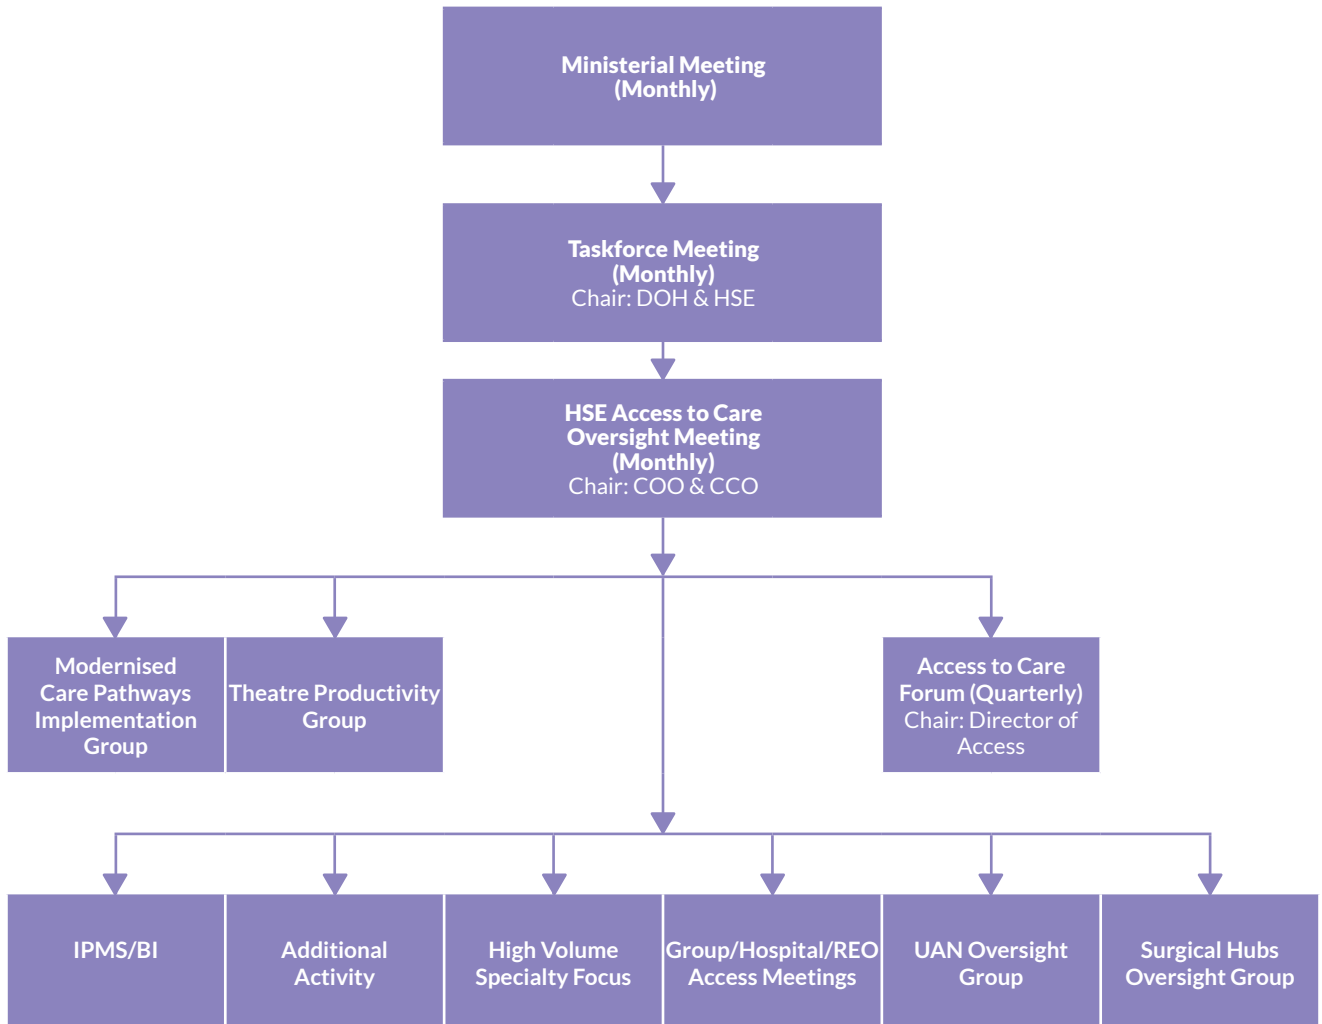 Ministerial Meeting
(Monthly)
Taskforce Meeting
(Monthly)
Chair: DOH & HSE
HSE Access to Care
Oversight Meeting
(Monthly)
Chair: COO & CCO
Modernised
Care Pathways
Implementation
Group
Theatre Productivity
Group
Access to Care
Forum (Quarterly)
Chair: Director of
Access
IPMS/BI
Additional
Activity
High Volume
Specialty Focus
Group/Hospital/REO
Access Meetings
UAN Oversight
Group
Surgical Hubs
Oversight Group